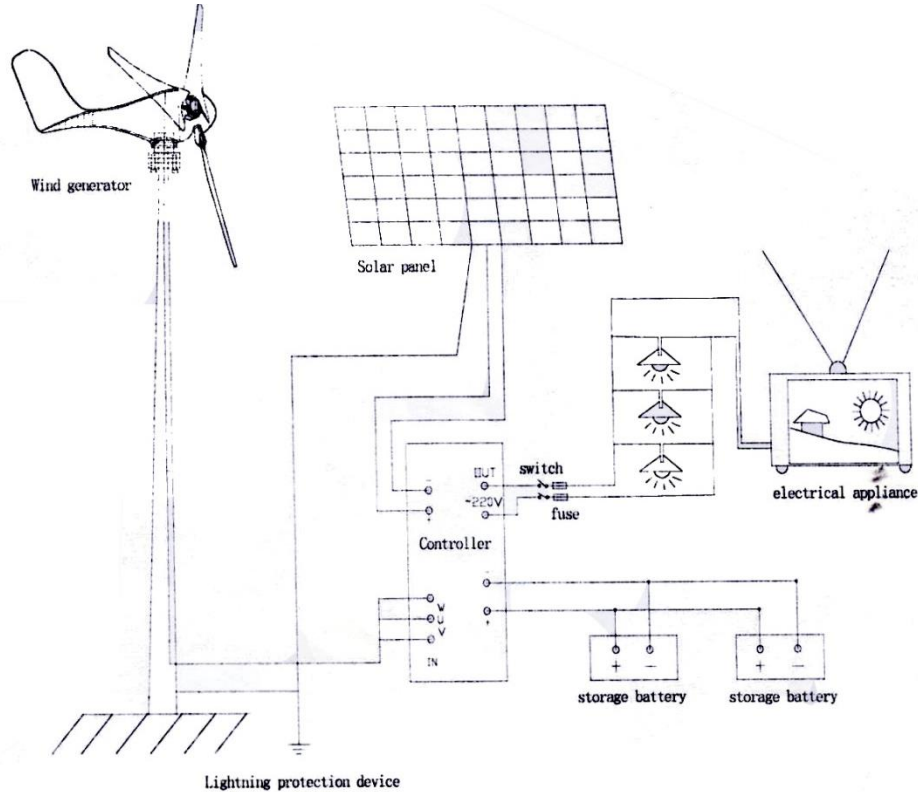 Wind generator
Solar panel
switch
OUT
~220V
fuse
electrical appliance
-
+
Controller
W
U
V
IN
-
+
+ -
+ -
storage battery
storage battery
Lightning protection device